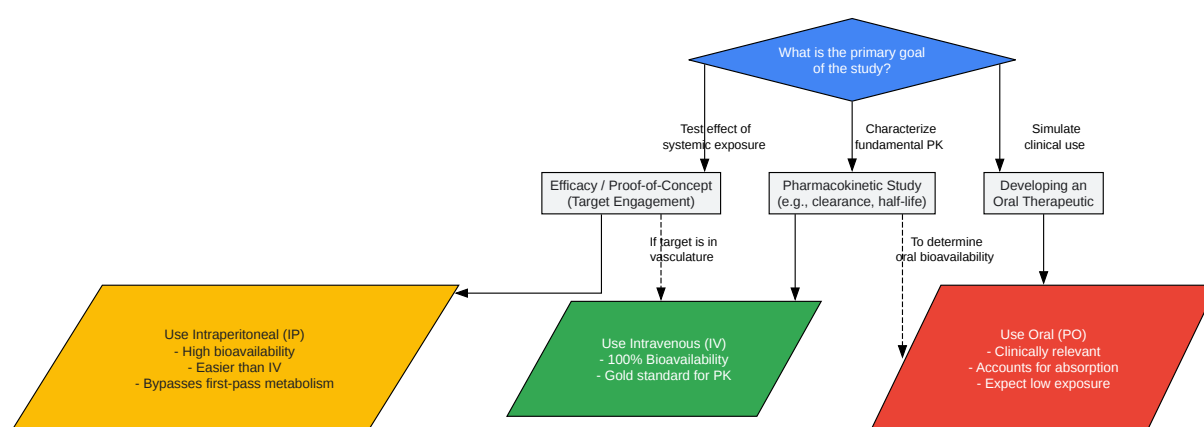 What is the primary goal
of the study?
Test effect of
systemic exposure
Characterize
fundamental PK
Simulate
clinical use
Efficacy / Proof-of-Concept
(Target Engagement)
Pharmacokinetic Study
(e.g., clearance, half-life)
Developing an
Oral Therapeutic
If target is in
vasculature
To determine
oral bioavailability
Use Intraperitoneal (IP)
- High bioavailability
- Easier than IV
- Bypasses first-pass metabolism
Use Intravenous (IV)
- 100% Bioavailability
- Gold standard for PK
Use Oral (PO)
- Clinically relevant
- Accounts for absorption
- Expect low exposure